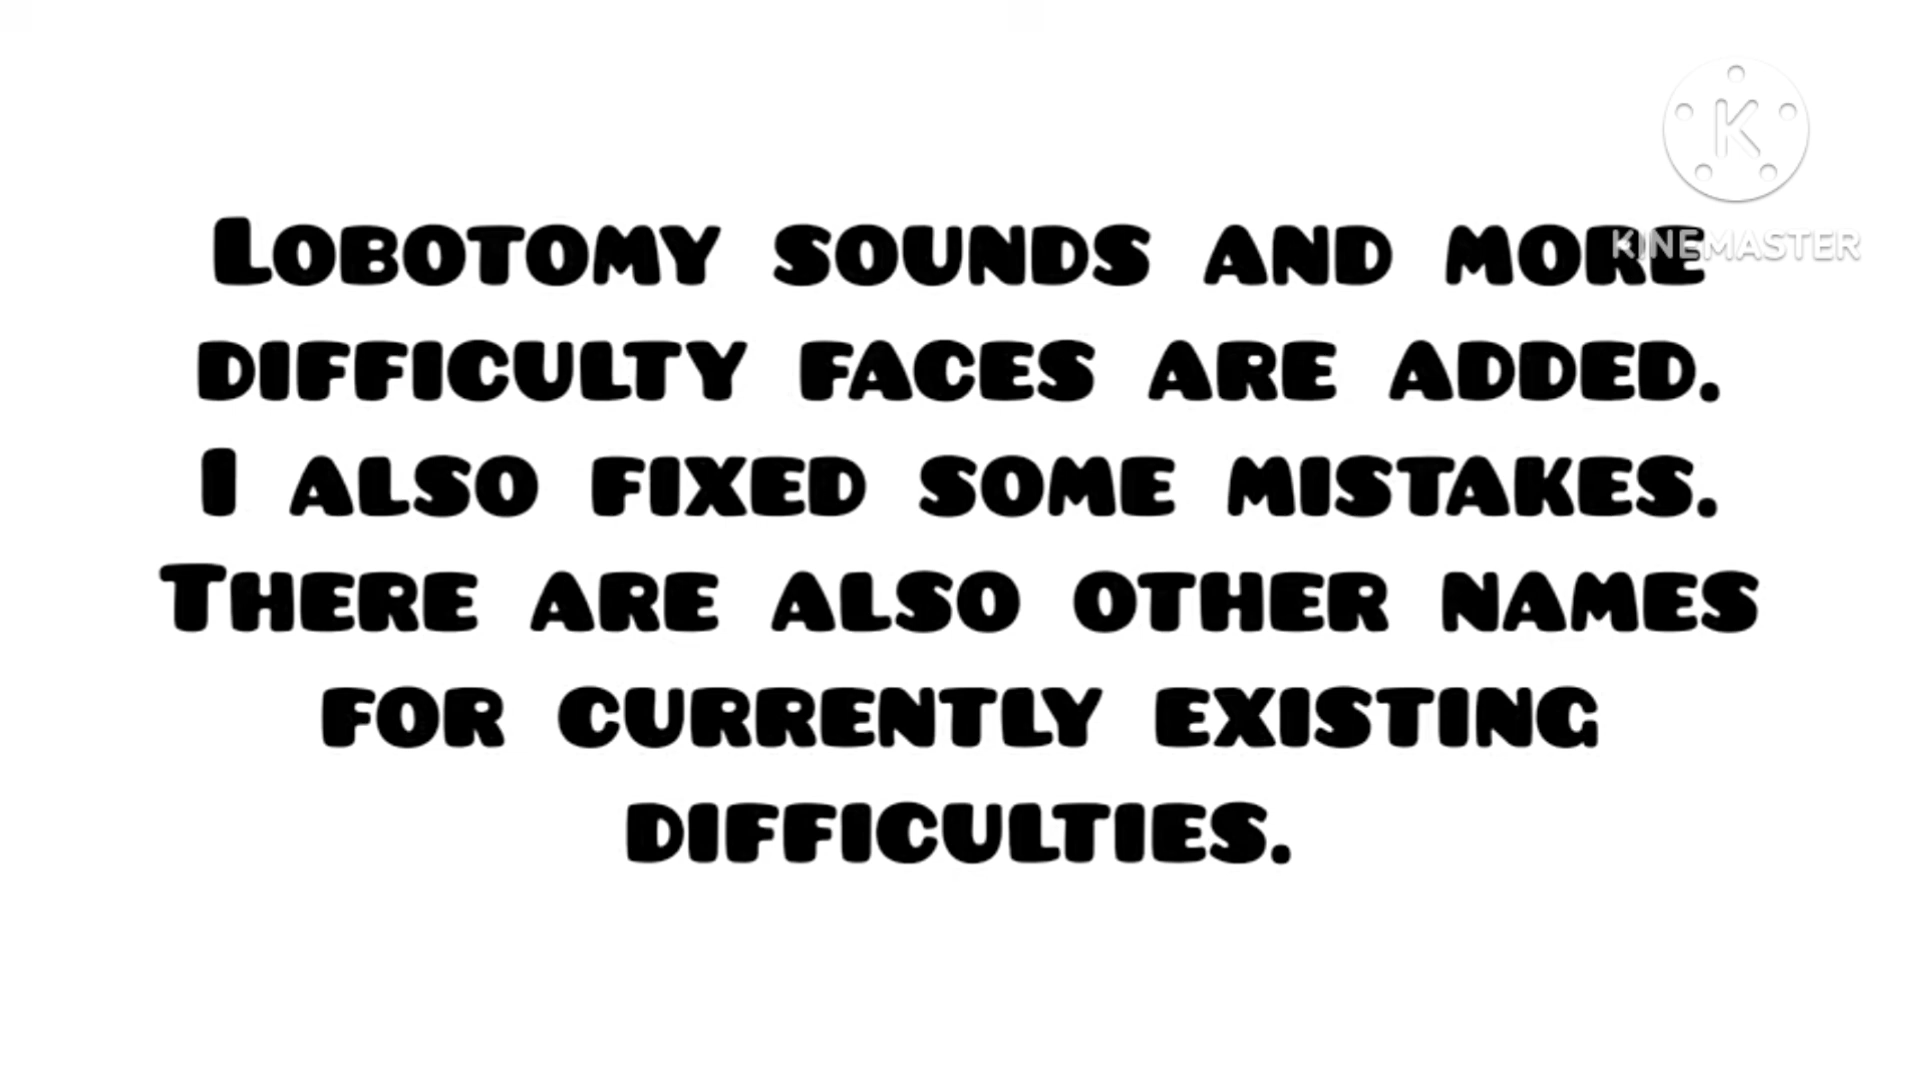 Lobotomy sounds and more
difficulty faces are added.
I also fixed some mistakes.
There are also other names
for currently existing
difficulties.
K
KINEMASTER